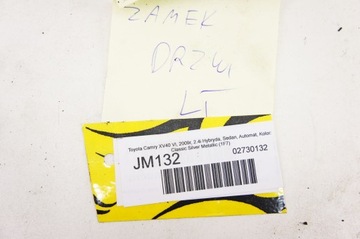 ZAMEK
DRZWI
LT
Toyota Camry XV40 VI, 2009r, 2.4i Hybryda, Sedan, Automat, Kolor:
Classic Silver Metallic (1F7)
JM132
02730132